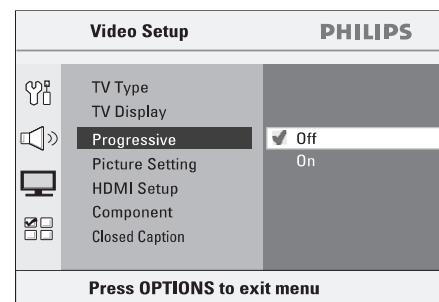 Video Setup PHILIPS
TV Type
TV Display
Progressive
Off
Picture Setting
On
HDMI Setup
Component
Closed Caption
Press OPTIONS to exit menu